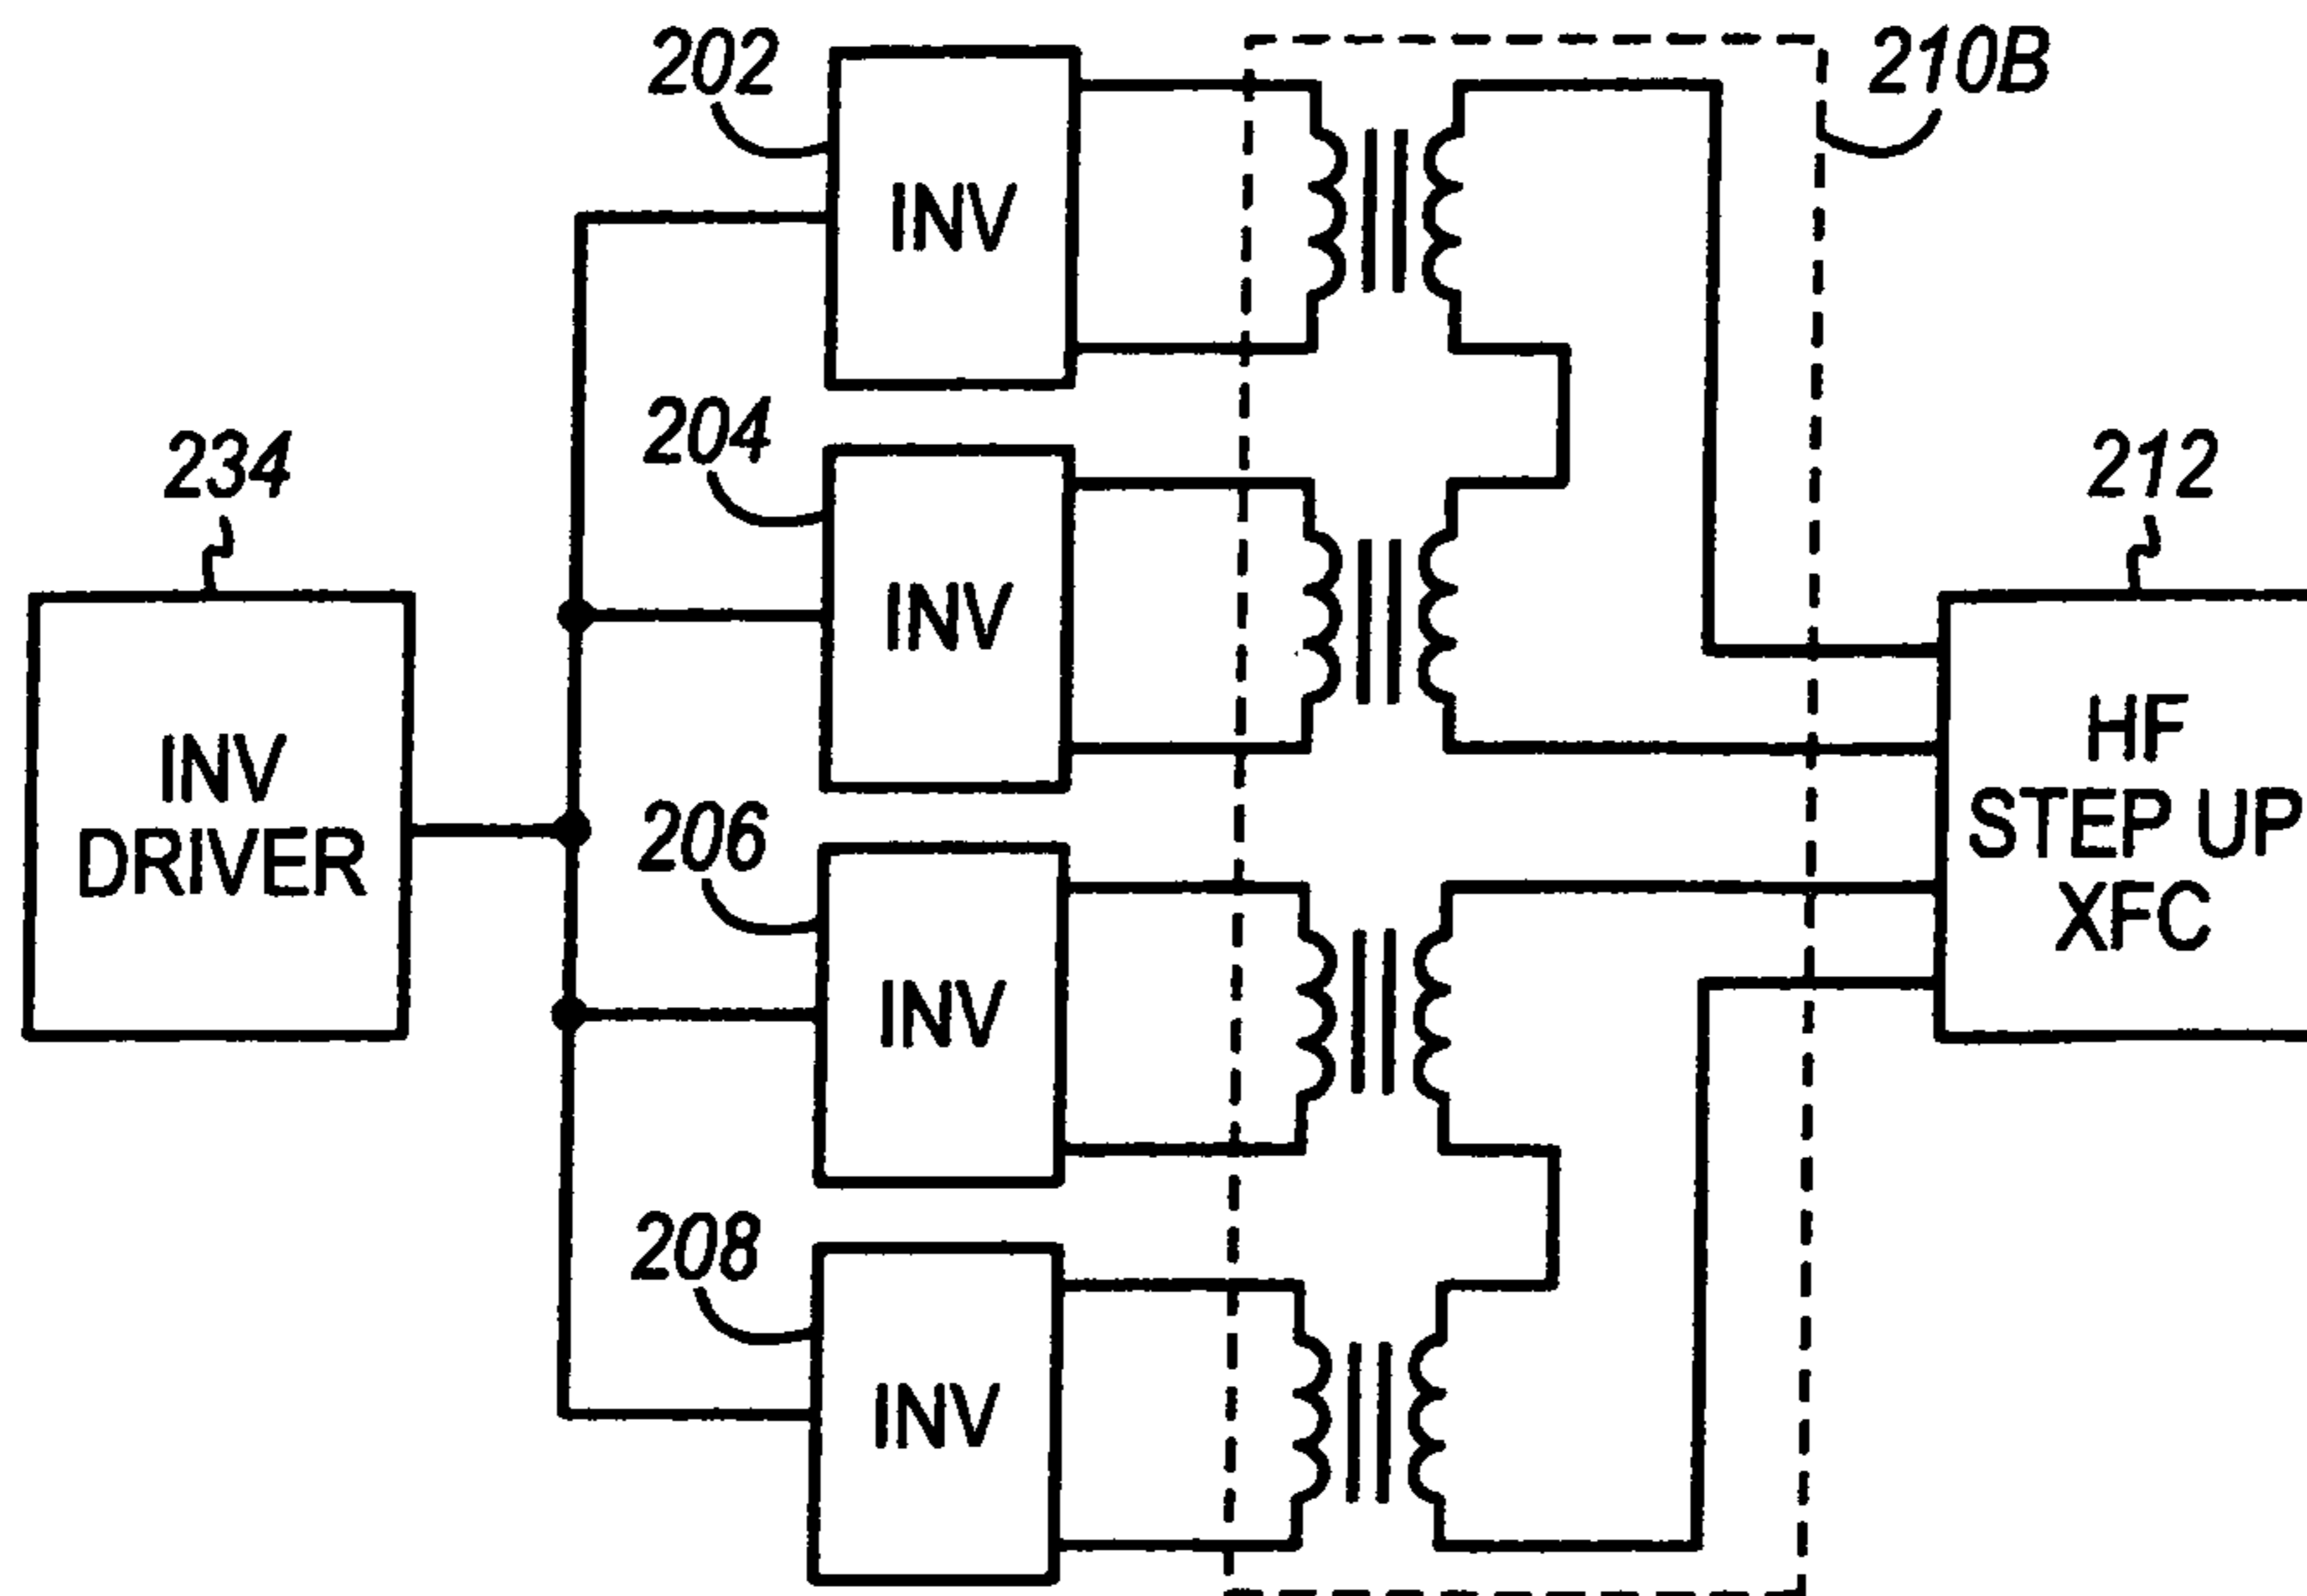 202
210B
INV
204
234
212
INV
INV
DRIVER
HF
STEP UP
XFC
206
INV
208
INV